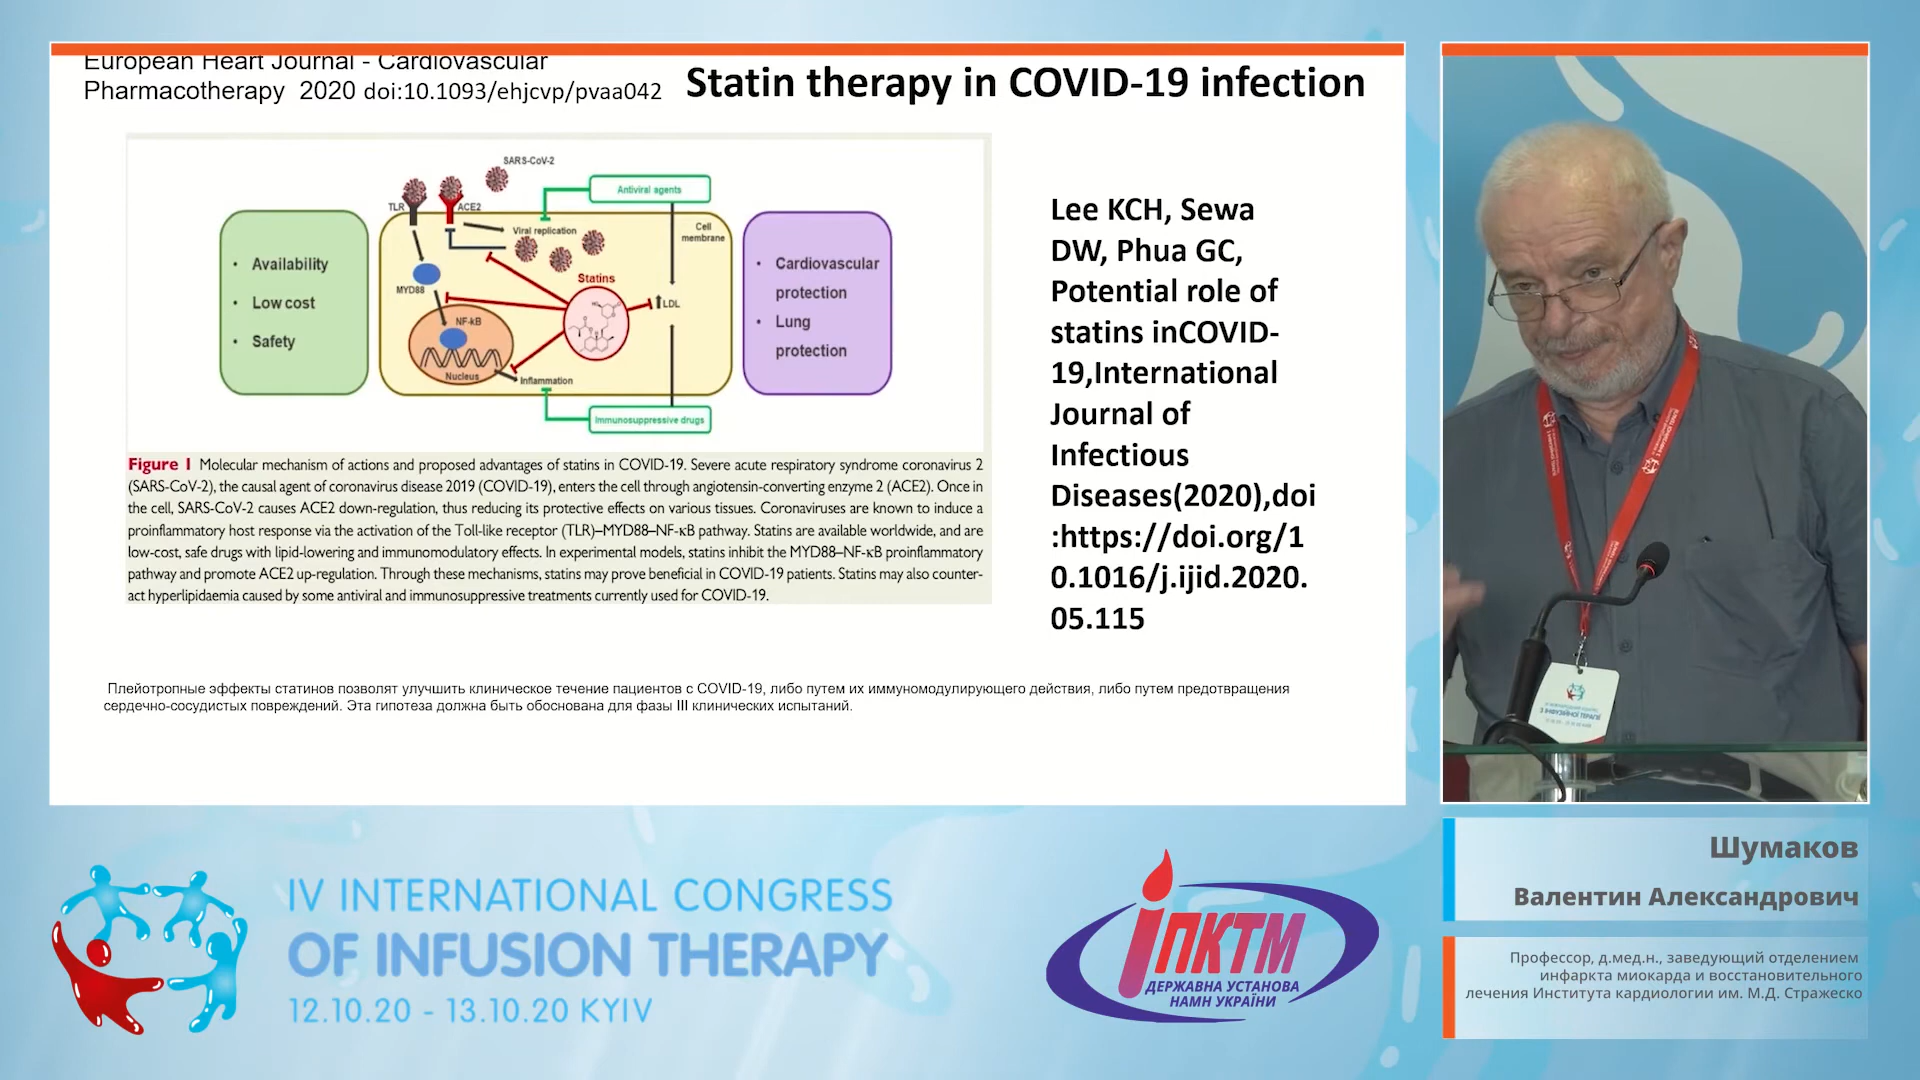 European Heart Journal - Cardiovascular
Pharmacotherapy 2020 doi:10.1093/ehjcvp/pvaa042
Statin therapy in COVID-19 infection
SARS-CoV-2
TLR
ACE2
Antiviral agents
Viral replication
Cell
membrane
MYD88
Statins
LDL
NF-kB
Nucleus
Inflammation
Immunosuppressive drugs
• Availability
• Low cost
• Safety
• Cardiovascular
protection
• Lung
protection
Figure 1 Molecular mechanism of actions and proposed advantages of statins in COVID-19. Severe acute respiratory syndrome coronavirus 2
(SARS-CoV-2), the causal agent of coronavirus disease 2019 (COVID-19), enters the cell through angiotensin-converting enzyme 2 (ACE2). Once in
the cell, SARS-CoV-2 causes ACE2 down-regulation, thus reducing its protective effects on various tissues. Coronaviruses are known to induce a
proinflammatory host response via the activation of the Toll-like receptor (TLR)–MYD88–NF-κB pathway. Statins are available worldwide, and are
low-cost, safe drugs with lipid-lowering and immunomodulatory effects. In experimental models, statins inhibit the MYD88–NF-κB proinflammatory
pathway and promote ACE2 up-regulation. Through these mechanisms, statins may prove beneficial in COVID-19 patients. Statins may also counter-
act hyperlipidaemia caused by some antiviral and immunosuppressive treatments currently used for COVID-19.
Lee KCH, Sewa
DW, Phua GC,
Potential role of
statins inCOVID-
19,International
Journal of
Infectious
Diseases(2020),doi
:https://doi.org/1
0.1016/j.ijid.2020.
05.115
Плейотропные эффекты статинов позволят улучшить клиническое течение пациентов с COVID-19, либо путем их иммуномодулирующего действия, либо путем предотвращения
сердечно-сосудистых повреждений. Эта гипотеза должна быть обоснована для фазы III клинических испытаний.
З ІНФУЗІЙНОЇ ТЕРАПІЇ
IV INTERNATIONAL CONGRESS
OF INFUSION THERAPY
12.10.20 - 13.10.20 KYIV
ІПКТМ
ДЕРЖАВНА УСТАНОВА
НАМН УКРАЇНИ
Шумаков
Валентин Александрович
Профессор, д.мед.н., заведующий отделением
инфаркта миокарда и восстановительного
лечения Института кардиологии им. М.Д. Стражеско